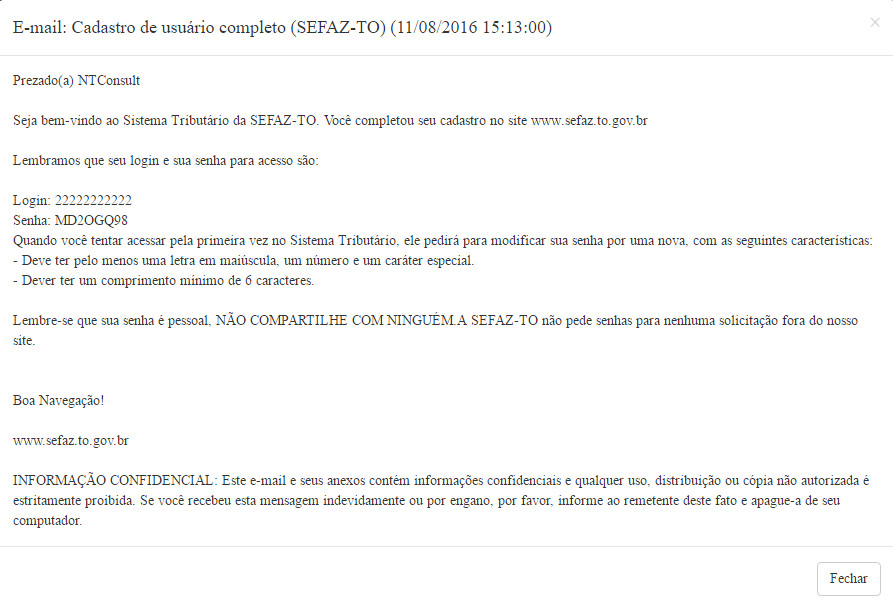 E-mail: Cadastro de usuário completo (SEFAZ-TO) (11/08/2016 15:13:00)
×
Prezado(a) NTConsult
Seja bem-vindo ao Sistema Tributário da SEFAZ-TO. Você completou seu cadastro no site www.sefaz.to.gov.br
Lembramos que seu login e sua senha para acesso são:
Login: 22222222222
Senha: MD2OGQ98
Quando você tentar acessar pela primeira vez no Sistema Tributário, ele pedirá para modificar sua senha por uma nova, com as seguintes características:
- Deve ter pelo menos uma letra em maiúscula, um número e um caráter especial.
- Dever ter um comprimento mínimo de 6 caracteres.
Lembre-se que sua senha é pessoal, NÃO COMPARTILHE COM NINGUÉM.A SEFAZ-TO não pede senhas para nenhuma solicitação fora do nosso
site.
Boa Navegação!
www.sefaz.to.gov.br
INFORMAÇÃO CONFIDENCIAL: Este e-mail e seus anexos contém informações confidenciais e qualquer uso, distribuição ou cópia não autorizada é
estritamente proibida. Se você recebeu esta mensagem indevidamente ou por engano, por favor, informe ao remetente deste fato e apague-a de seu
computador.
Fechar